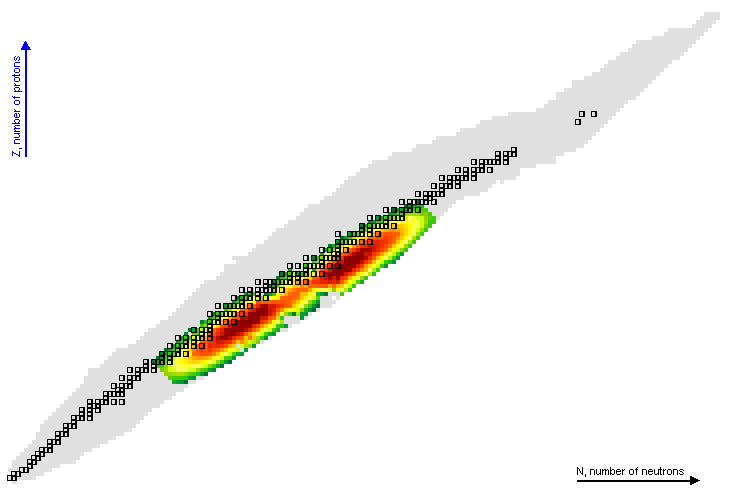 Z, number of protons
N, number of neutrons